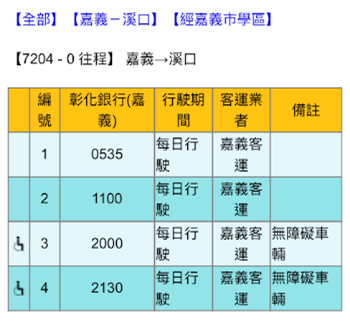 【全部】【嘉義－溪口】【經嘉義市學區】
【7204 - 0 往程】 嘉義→溪口
編號 彰化銀行(嘉義) 行駛期間 客運業者 備註
1 0535 每日行駛 嘉義客運
2 1100 每日行駛 嘉義客運
3 2000 每日行駛 嘉義客運 無障礙車輛
4 2130 每日行駛 嘉義客運 無障礙車輛